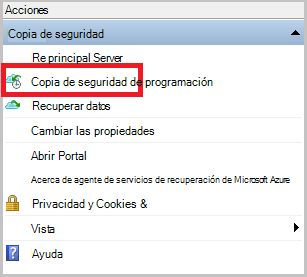 Acciones
Copia de seguridad
Re principal Server
Copia de seguridad de programación
Recuperar datos
Cambiar las propiedades
Abrir Portal
Acerca de agente de servicios de recuperación de Microsoft Azure
Privacidad y Cookies &
Vista
Ayuda